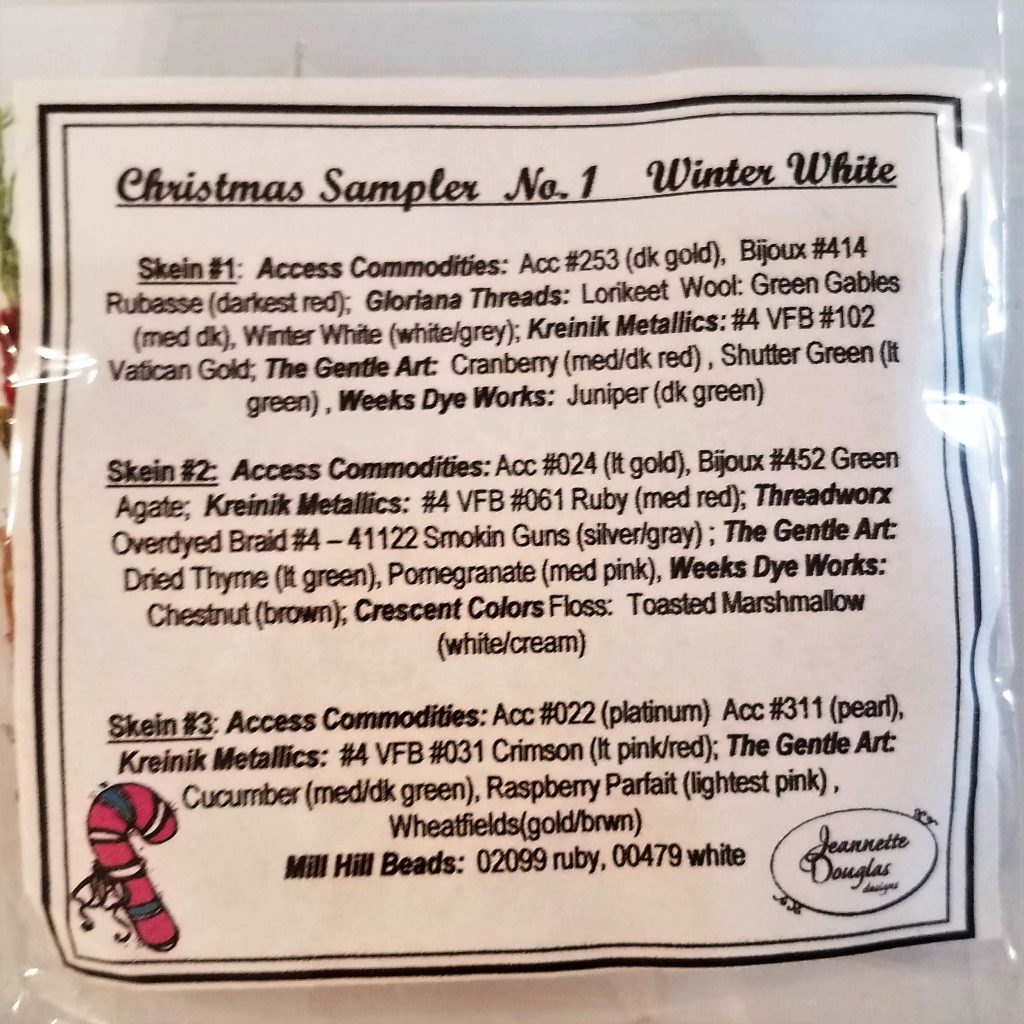 Christmas Sampler No. 1 Winter White
Skein #1: Access Commodities: Acc #253 (dk gold), Bijoux #414
Rubasse (darkest red); Gloriana Threads: Lorikeet Wool: Green Gables
(med dk), Winter White (white/grey); Kreinik Metallics: #4 VFB #102
Vatican Gold; The Gentle Art: Cranberry (med/dk red) , Shutter Green (lt
green) , Weeks Dye Works: Juniper (dk green)
Skein #2: Access Commodities: Acc #024 (lt gold), Bijoux #452 Green
Agate; Kreinik Metallics: #4 VFB #061 Ruby (med red); Threadworx
Overdyed Braid #4 – 41122 Smokin Guns (silver/gray) ; The Gentle Art:
Dried Thyme (lt green), Pomegranate (med pink), Weeks Dye Works:
Chestnut (brown); Crescent Colors Floss: Toasted Marshmallow
(white/cream)
Skein #3: Access Commodities: Acc #022 (platinum) Acc #311 (pearl),
Kreinik Metallics: #4 VFB #031 Crimson (lt pink/red); The Gentle Art:
Cucumber (med/dk green), Raspberry Parfait (lightest pink) ,
Wheatfields(gold/brwn)
Mill Hill Beads: 02099 ruby, 00479 white
Jeannette
Douglas
designs